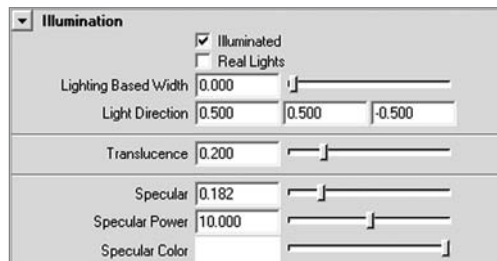 Illumination
Illuminated
Real Lights
Lighting Based Width 0.000
Light Direction 0.500 0.500 -0.500
Translucence 0.200
Specular 0.182
Specular Power 10.000
Specular Color